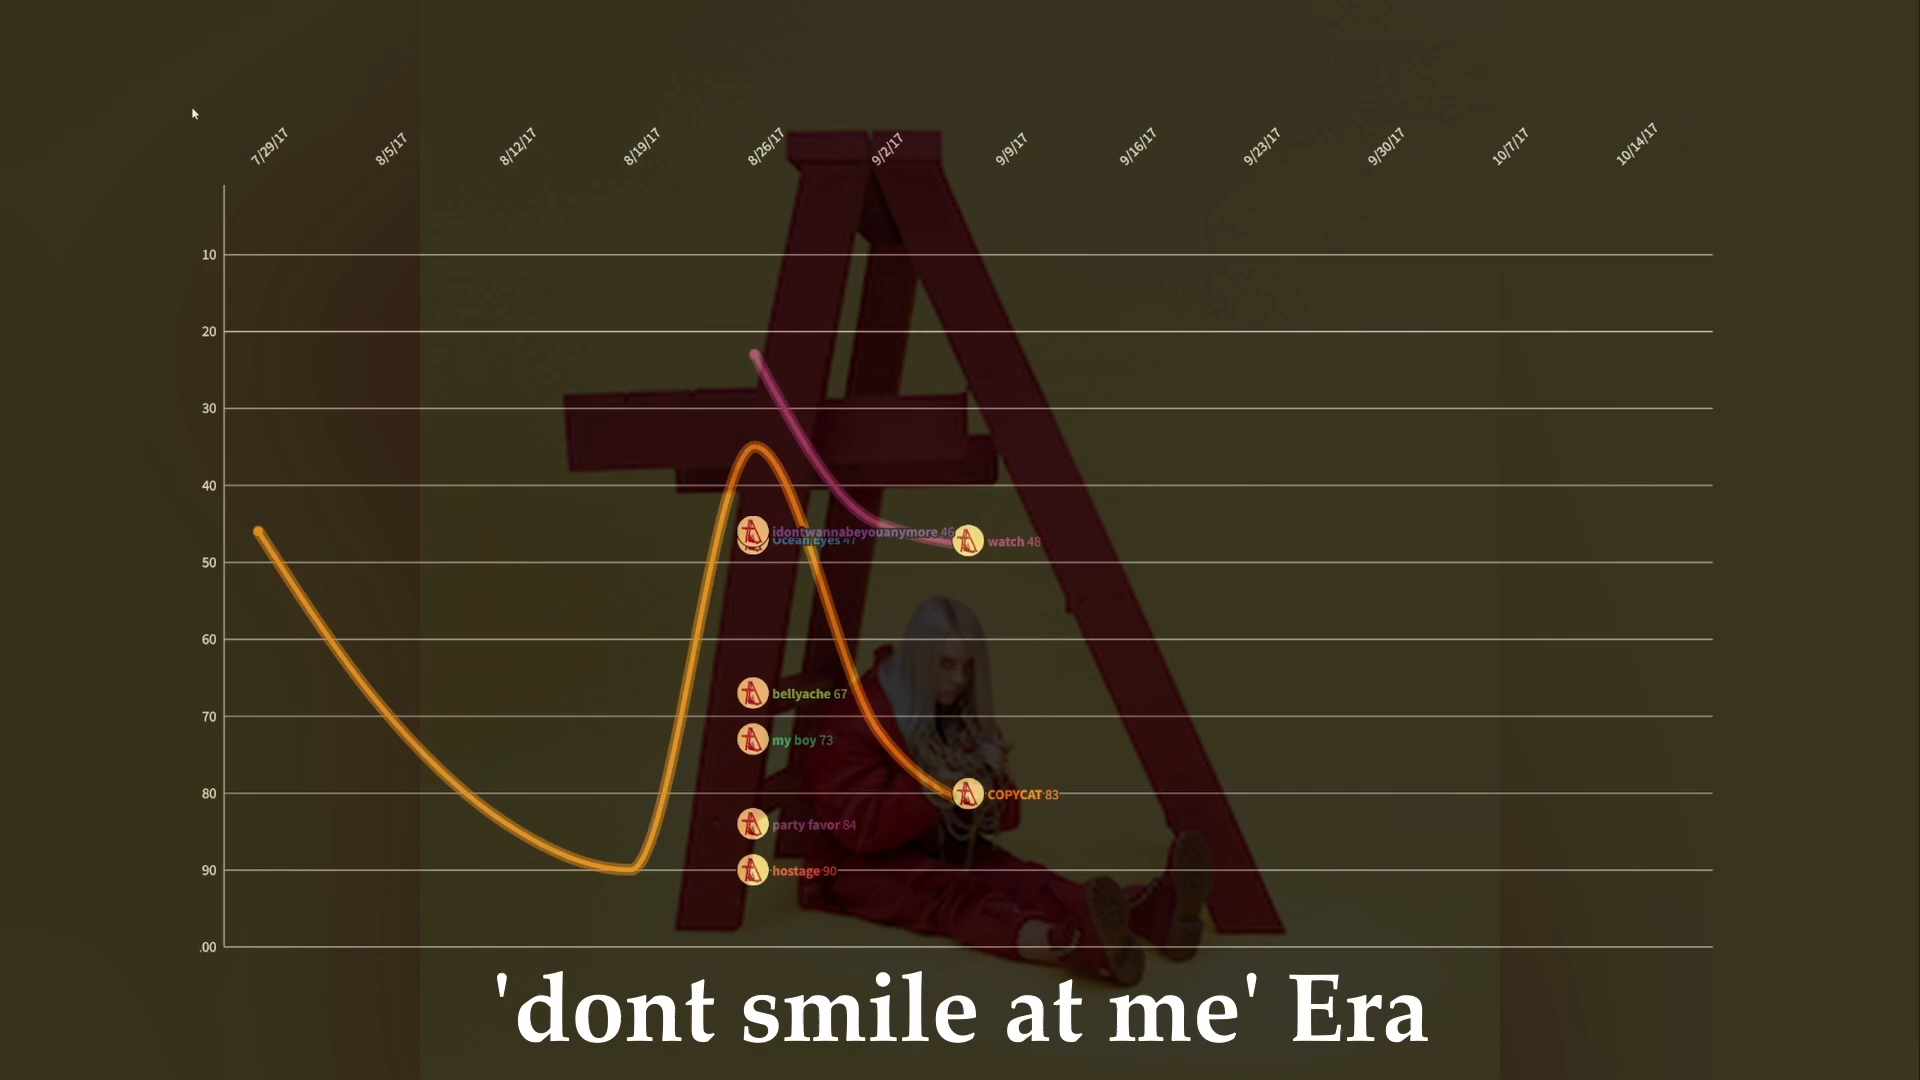 7/29/17 8/5/17 8/12/17 8/19/17 8/26/17 9/2/17 9/9/17 9/16/17 9/23/17 9/30/17 10/7/17 10/14/17
10
20
30
40
idontwannabeyouanymore 46
Ocean Eyes 47
watch 48
50
60
bellyache 67
70
my boy 73
80
COPYCAT 83
party favor 84
90
hostage 90
.00
'dont smile at me' Era